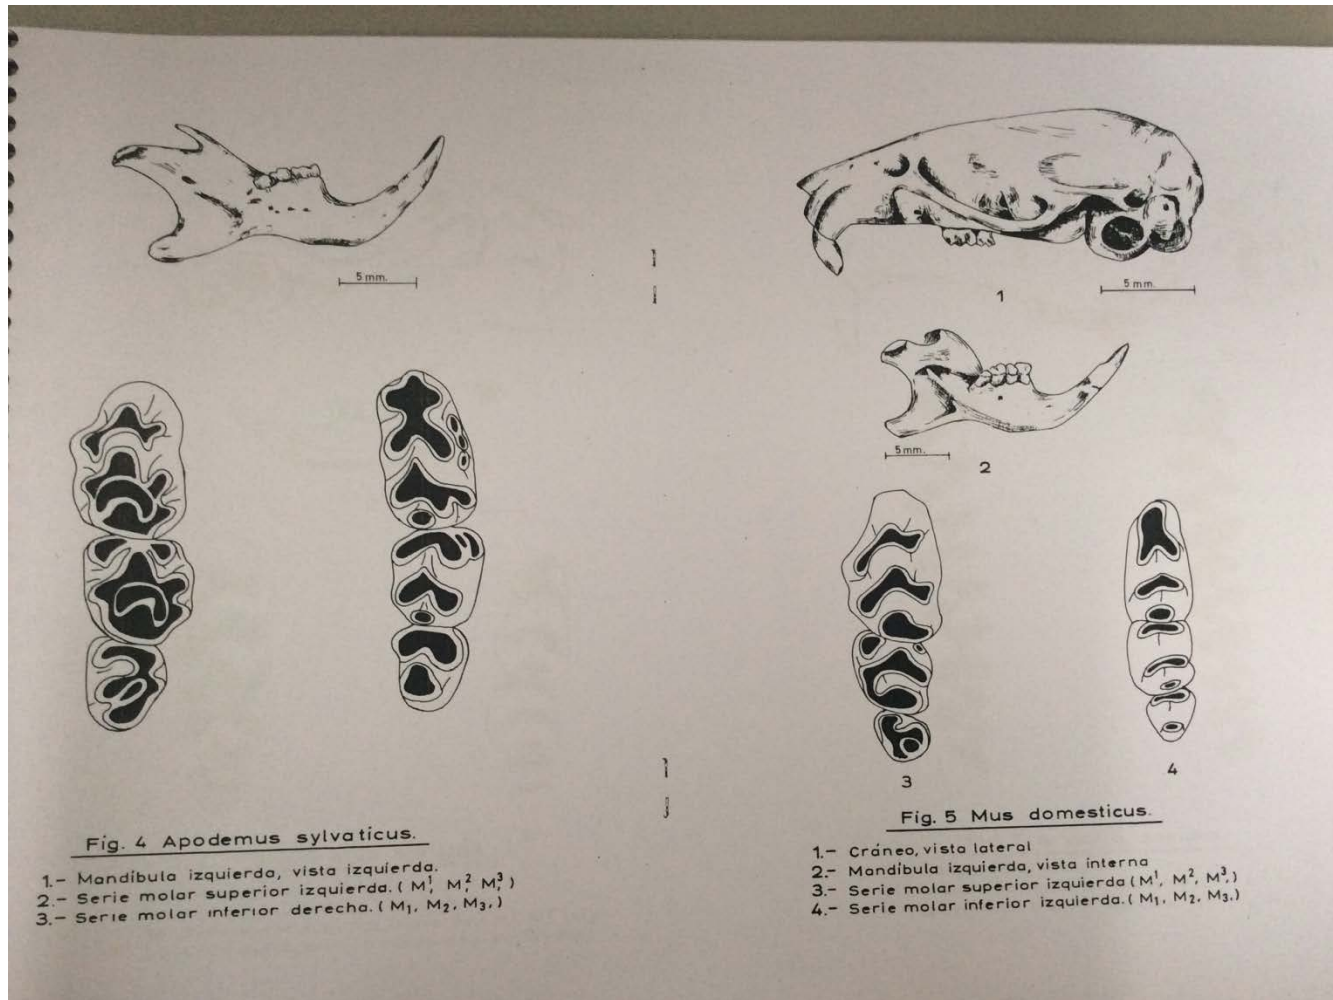 5 mm.
Fig. 4 Apodemus sylvaticus.
1.- Mandíbula izquierda, vista izquierda.
2.- Serie molar superior izquierda. ( M¹, M², M³, )
3.- Serie molar inferior derecha. ( M₁, M₂, M₃, )
5 mm.
1
5 mm.
2
3
4
Fig. 5 Mus domesticus.
1.- Cráneo, vista lateral
2.- Mandíbula izquierda, vista interna
3.- Serie molar superior izquierda ( M¹, M², M³, )
4.- Serie molar inferior izquierda. ( M₁, M₂, M₃, )